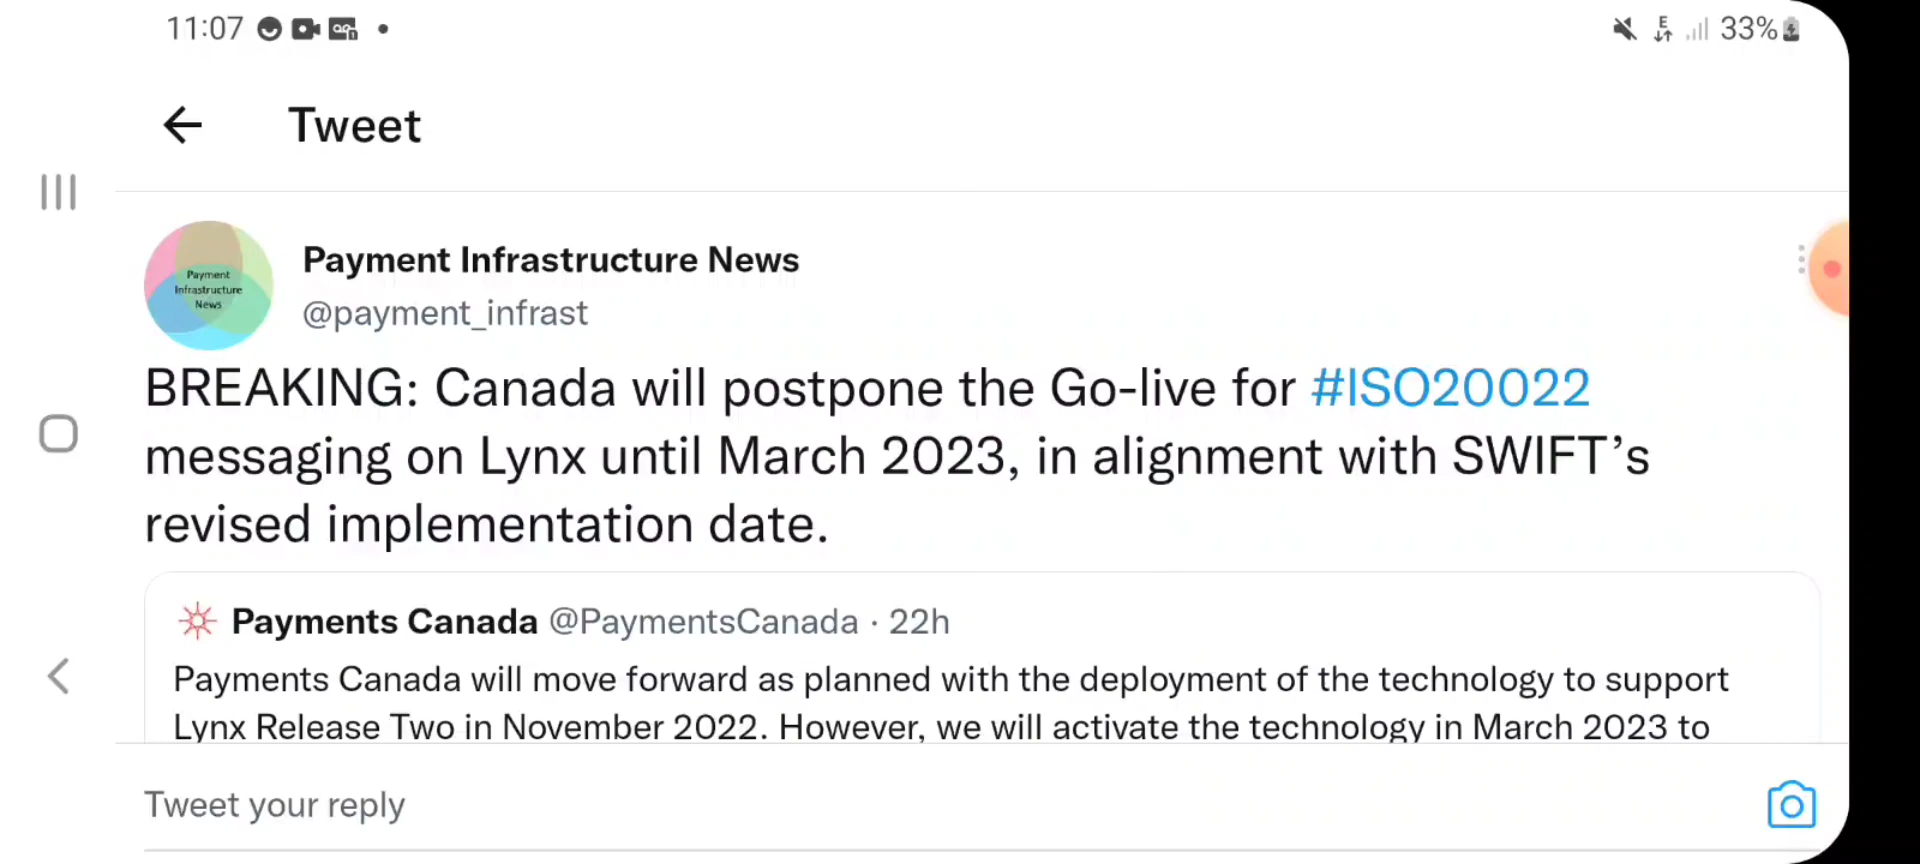 11:07
33%
Tweet
Payment
Infrastructure
News
Payment Infrastructure News
@payment_infrast
BREAKING: Canada will postpone the Go-live for #ISO20022
messaging on Lynx until March 2023, in alignment with SWIFT’s
revised implementation date.
Payments Canada @PaymentsCanada · 22h
Payments Canada will move forward as planned with the deployment of the technology to support
Lynx Release Two in November 2022. However, we will activate the technology in March 2023 to
Tweet your reply